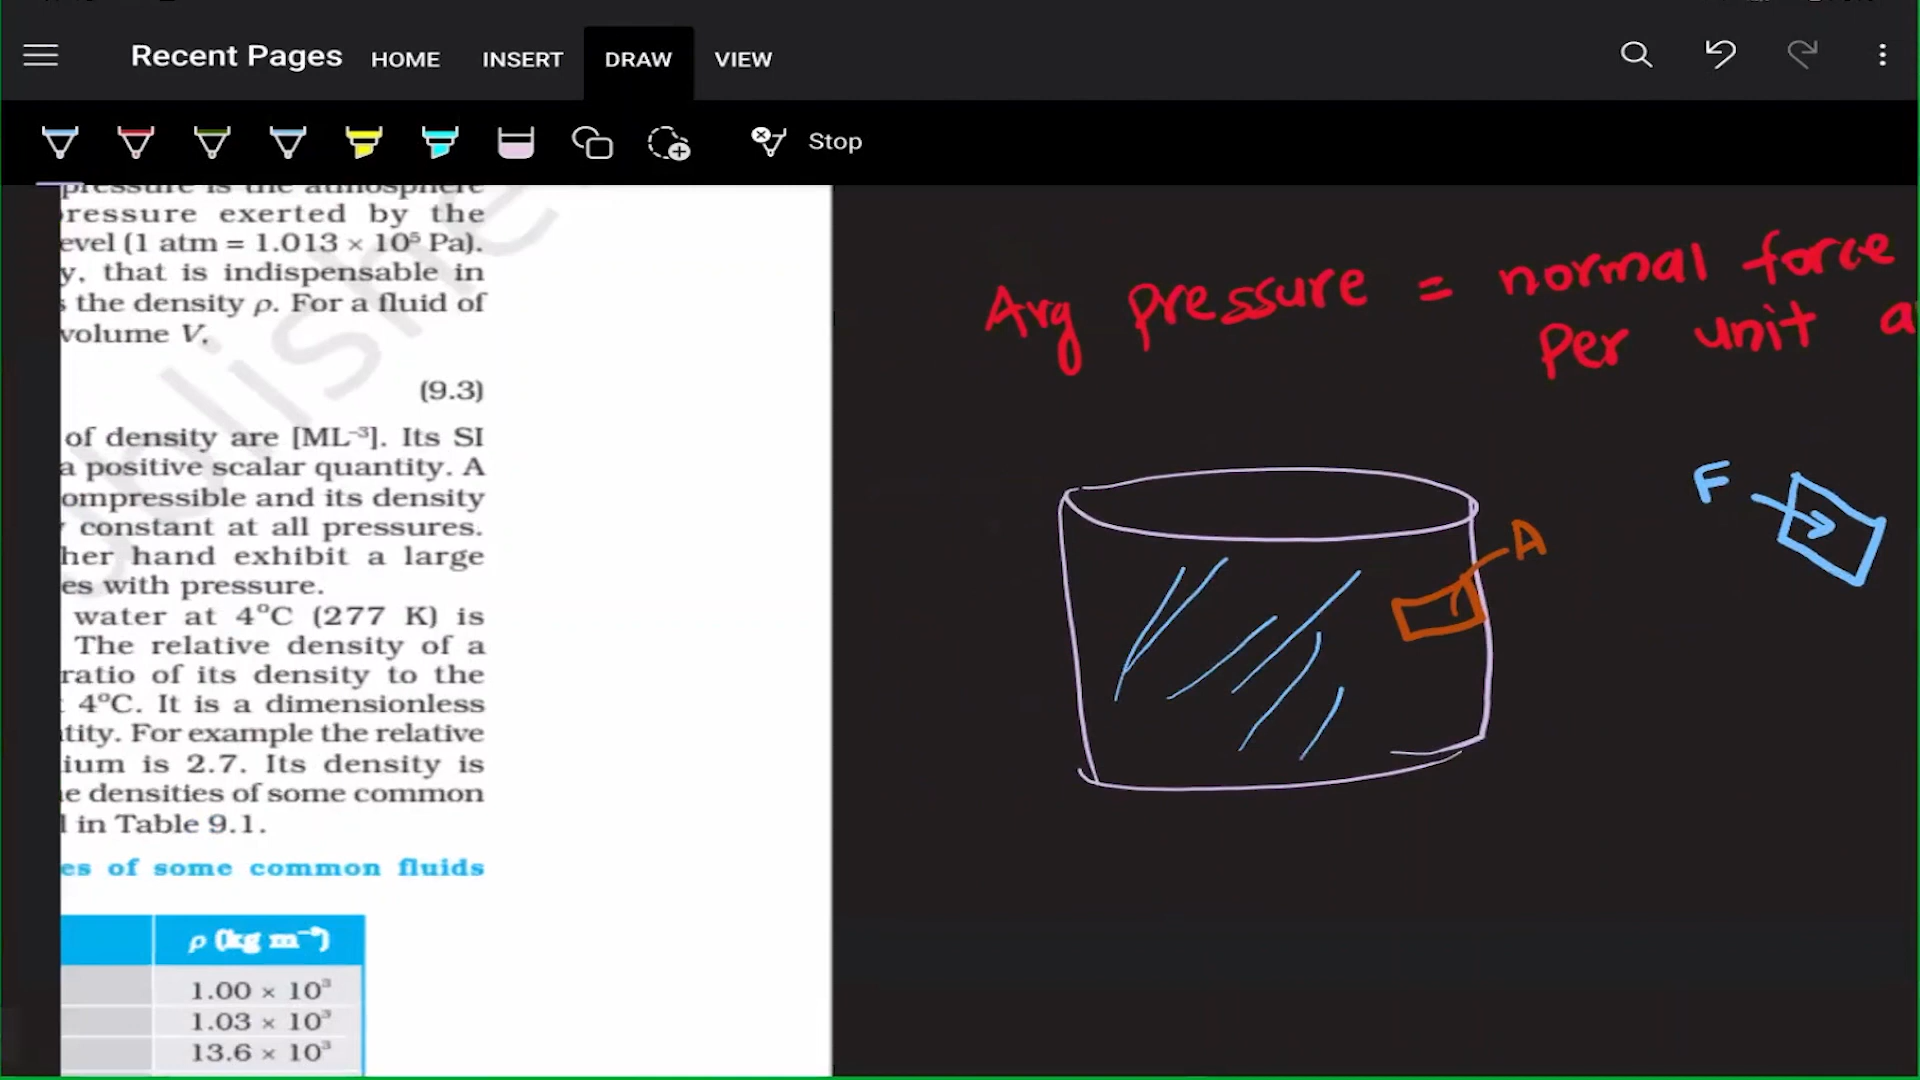 Recent Pages HOME INSERT DRAW VIEW
Stop
pressure is the atmosphere
ressure exerted by the
evel (1 atm = 1.013 × 10⁵ Pa).
y, that is indispensable in
s the density ρ. For a fluid of
volume V,
(9.3)
of density are [ML⁻³]. Its SI
a positive scalar quantity. A
ompressible and its density
constant at all pressures.
her hand exhibit a large
es with pressure.
water at 4°C (277 K) is
The relative density of a
ratio of its density to the
4°C. It is a dimensionless
tity. For example the relative
ium is 2.7. Its density is
e densities of some common
l in Table 9.1.
es of some common fluids
ρ (kg m⁻³)
1.00 × 10³
1.03 × 10³
13.6 × 10³
Arg pressure = normal force
Per unit a
F
A